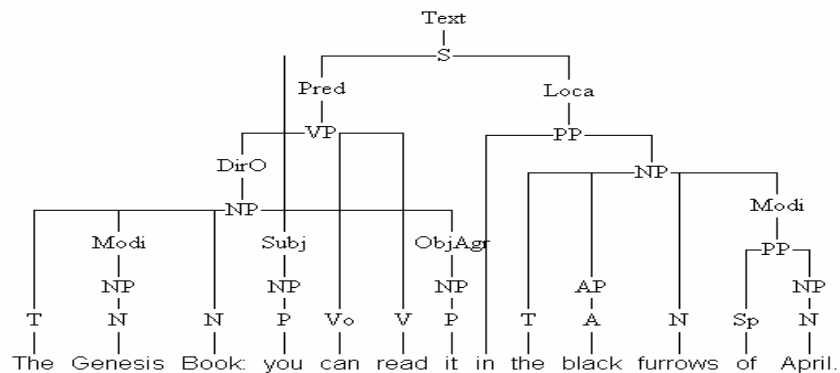 Text
S
Pred Loca
VP PP
DirO NP
NP Modi
Modi Subj ObjAgr PP
NP NP NP AP NP
T N N P Vo V P T A N Sp N
The Genesis Book: you can read it in the black furrows of April.